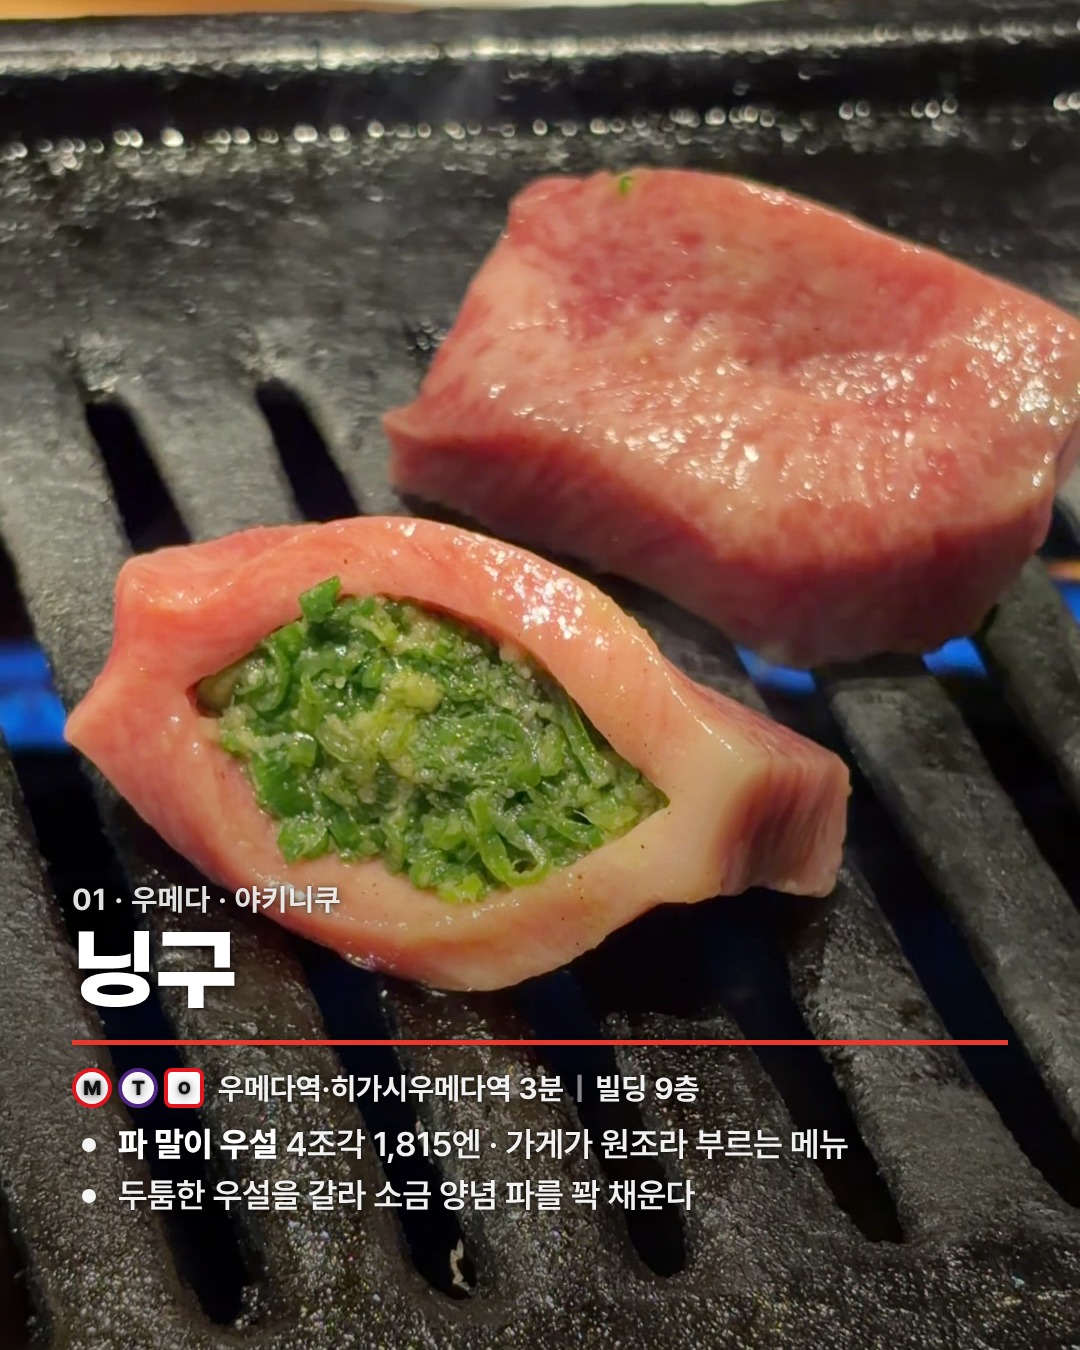 01 · 우메다 · 야키니쿠
닝구
M T O 우메다역·히가시우메다역 3분 | 빌딩 9층
• 파 말이 우설 4조각 1,815엔 · 가게가 원조라 부르는 메뉴
• 두툼한 우설을 갈라 소금 양념 파를 꽉 채운다